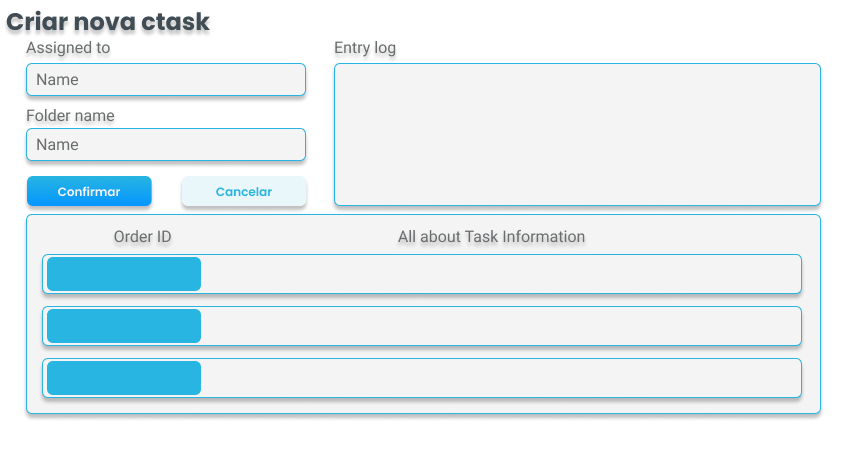 Criar nova ctask
Assigned to
Name
Folder name
Name
Confirmar
Cancelar
Entry log
Order ID
All about Task Information